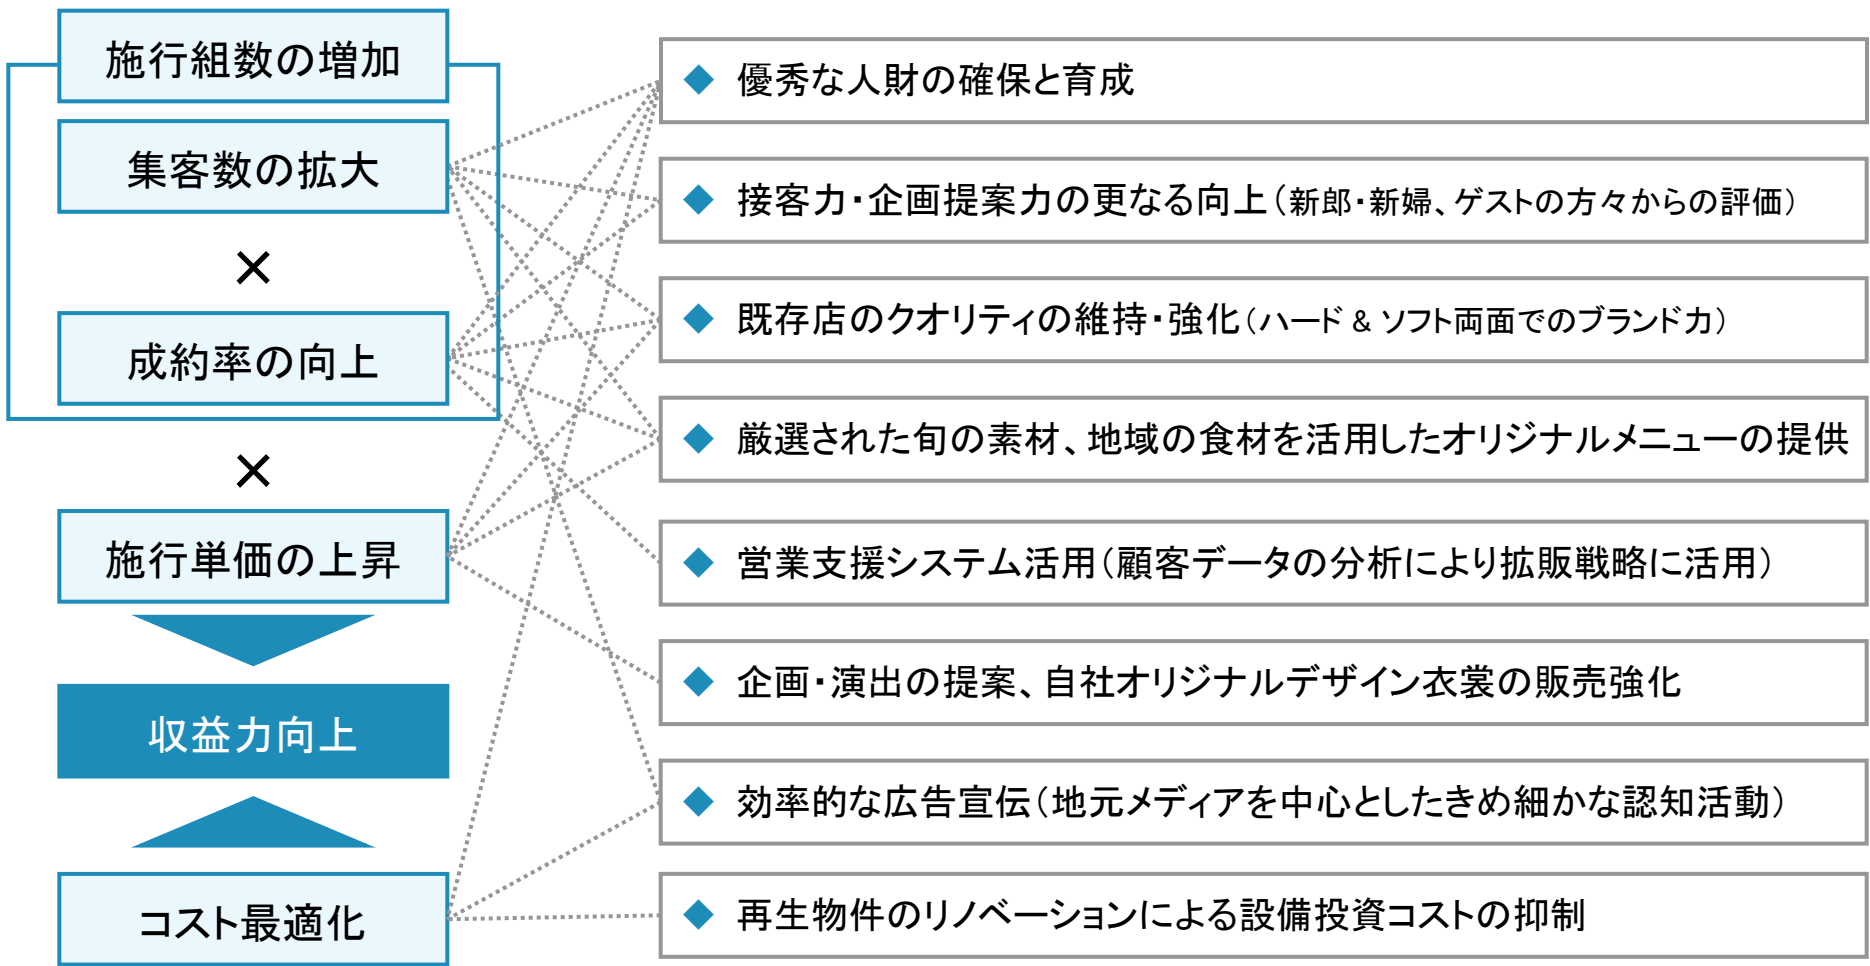 施行組数の増加
集客数の拡大
×
成約率の向上
×
施行単価の上昇
収益力向上
コスト最適化
◆ 優秀な人財の確保と育成
◆ 接客力・企画提案力の更なる向上（新郎・新婦、ゲストの方々からの評価）
◆ 既存店のクオリティの維持・強化（ハード & ソフト両面でのブランド力）
◆ 厳選された旬の素材、地域の食材を活用したオリジナルメニューの提供
◆ 営業支援システム活用（顧客データの分析により拡販戦略に活用）
◆ 企画・演出の提案、自社オリジナルデザイン衣裳の販売強化
◆ 効率的な広告宣伝（地元メディアを中心としたきめ細かな認知活動）
◆ 再生物件のリノベーションによる設備投資コストの抑制